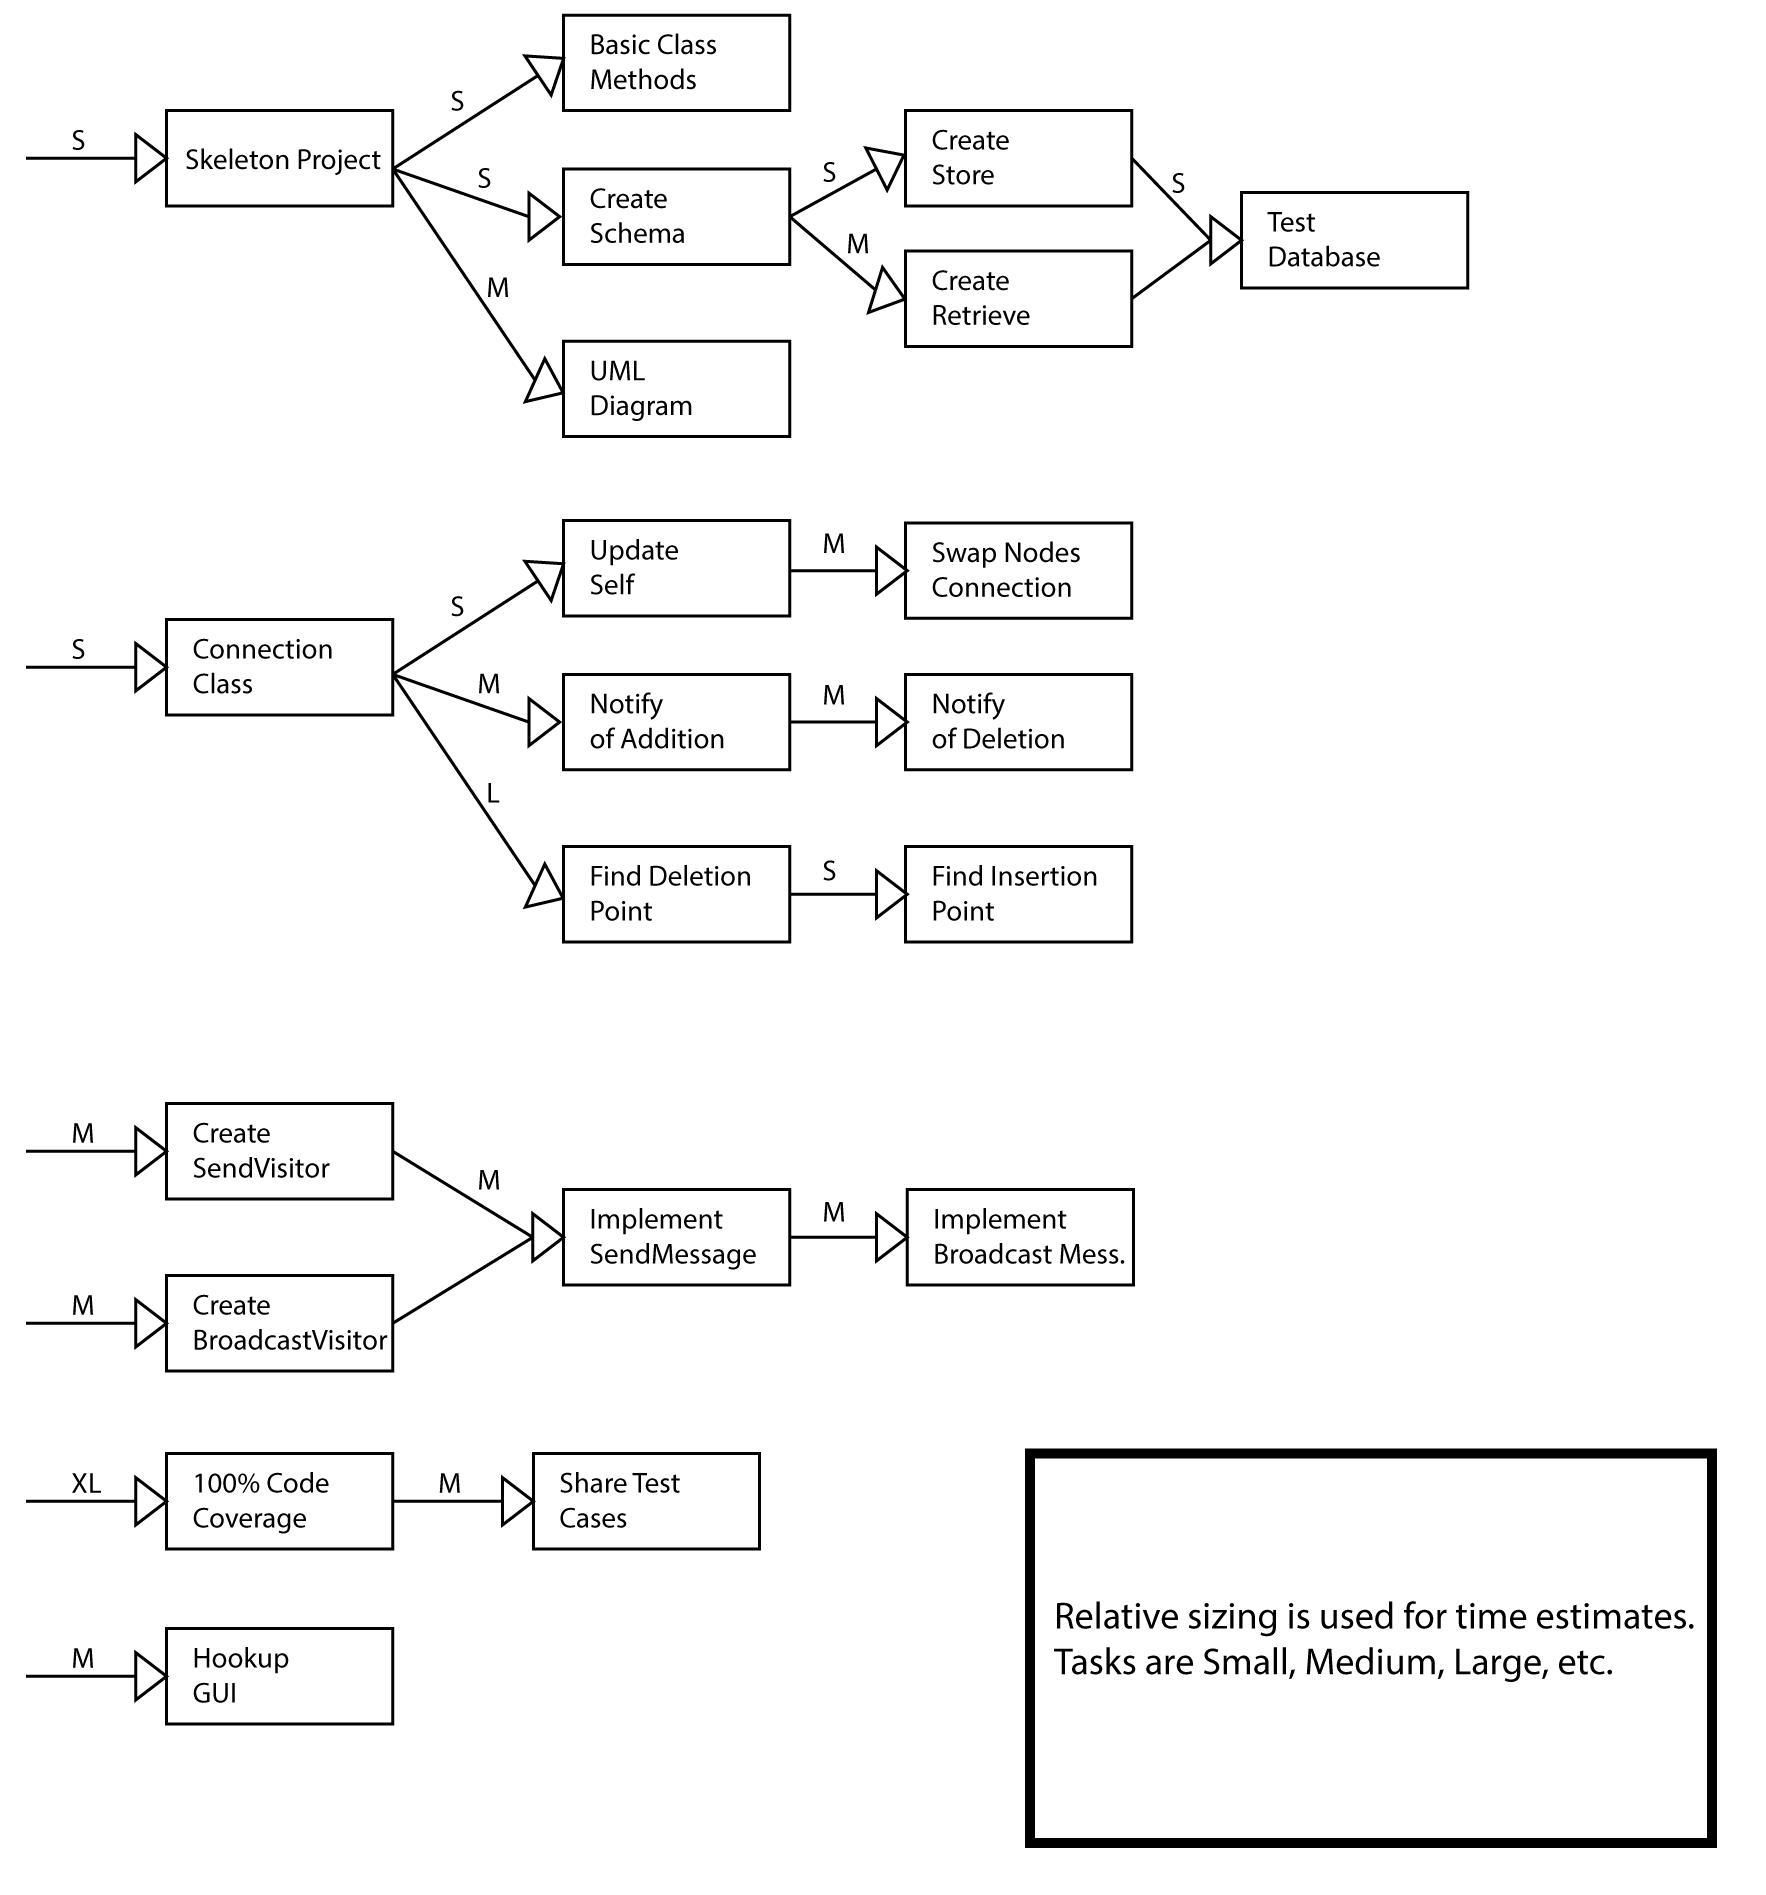 Basic Class
Methods
S
S
Skeleton Project
S
Create
Schema
M
UML
Diagram
S
Create
Store
M
Create
Retrieve
S
Test
Database
S
Connection
Class
S
Update
Self
M
Swap Nodes
Connection
M
Notify
of Addition
M
Notify
of Deletion
L
Find Deletion
Point
S
Find Insertion
Point
M
Create
SendVisitor
M
Create
BroadcastVisitor
M
Implement
SendMessage
M
Implement
Broadcast Mess.
XL
100% Code
Coverage
M
Share Test
Cases
M
Hookup
GUI
Relative sizing is used for time estimates.
Tasks are Small, Medium, Large, etc.